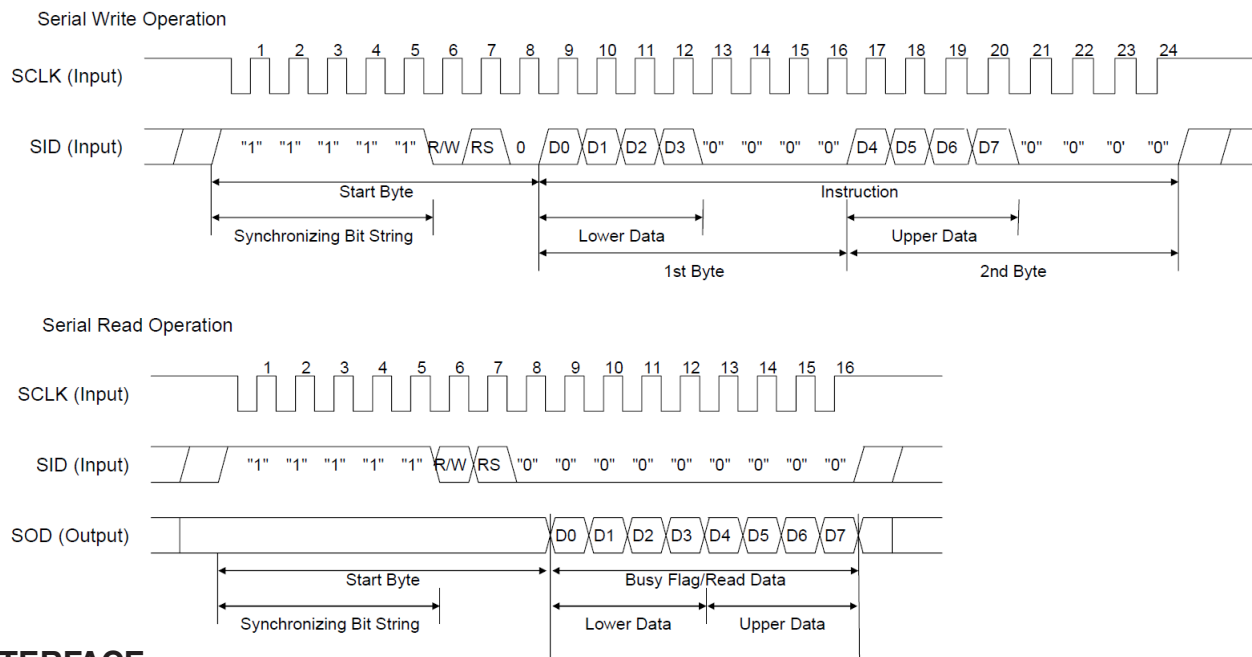 Serial Write Operation
1 2 3 4 5 6 7 8 9 10 11 12 13 14 15 16 17 18 19 20 21 22 23 24
SCLK (Input)
SID (Input) "1" "1" "1" "1" "1" R/W RS 0 D0 D1 D2 D3 "0" "0" "0" "0" D4 D5 D6 D7 "0" "0" "0' "0"
Start Byte Instruction
Synchronizing Bit String Lower Data Upper Data
1st Byte 2nd Byte
Serial Read Operation
1 2 3 4 5 6 7 8 9 10 11 12 13 14 15 16
SCLK (Input)
SID (Input) "1" "1" "1" "1" "1" R/W RS "0" "0" "0" "0" "0" "0" "0" "0" "0"
SOD (Output) D0 D1 D2 D3 D4 D5 D6 D7
Start Byte Busy Flag/Read Data
Synchronizing Bit String Lower Data Upper Data